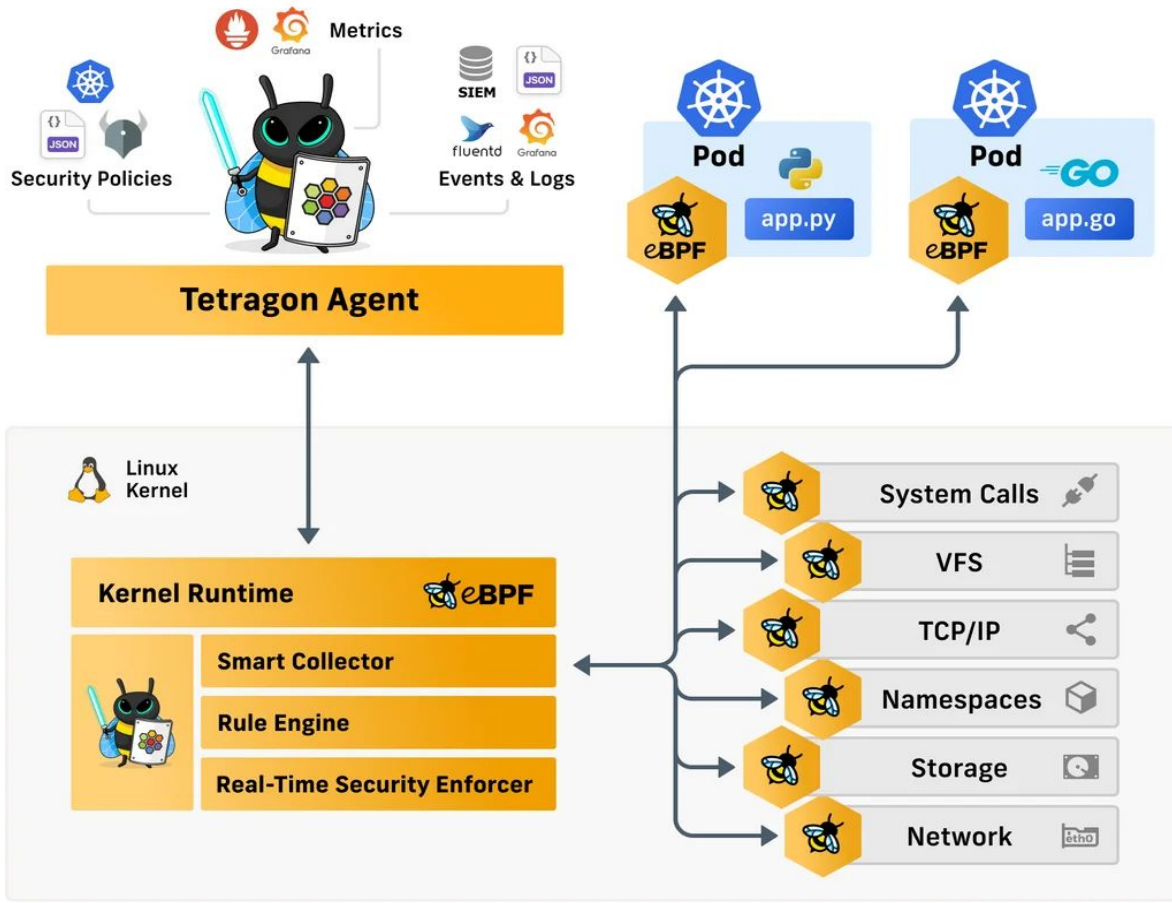 Metrics
Grafana
SIEM
{}
JSON
{}
JSON
fluentd
Grafana
Security Policies
Events & Logs
Tetragon Agent
Pod
eBPF
app.py
Pod
GO
eBPF
app.go
Linux
Kernel
Kernel Runtime
eBPF
Smart Collector
Rule Engine
Real-Time Security Enforcer
System Calls
VFS
TCP/IP
Namespaces
Storage
Network
eth0